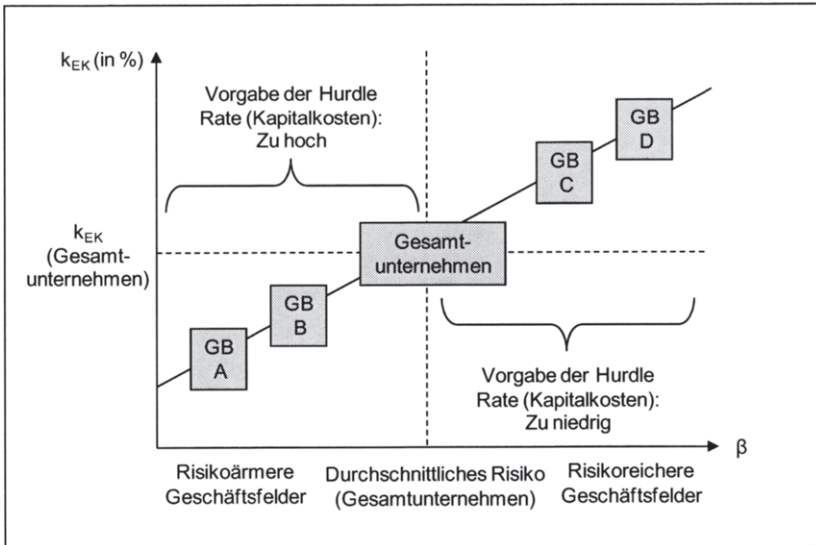 k_EK (in %)
Vorgabe der Hurdle
Rate (Kapitalkosten):
Zu hoch
GB
D
GB
C
k_EK
(Gesamt-
unternehmen)
Gesamt-
unternehmen
GB
B
GB
A
Vorgabe der Hurdle
Rate (Kapitalkosten):
Zu niedrig
β
Risikoärmere
Geschäftsfelder
Durchschnittliches Risiko
(Gesamtunternehmen)
Risikoreichere
Geschäftsfelder